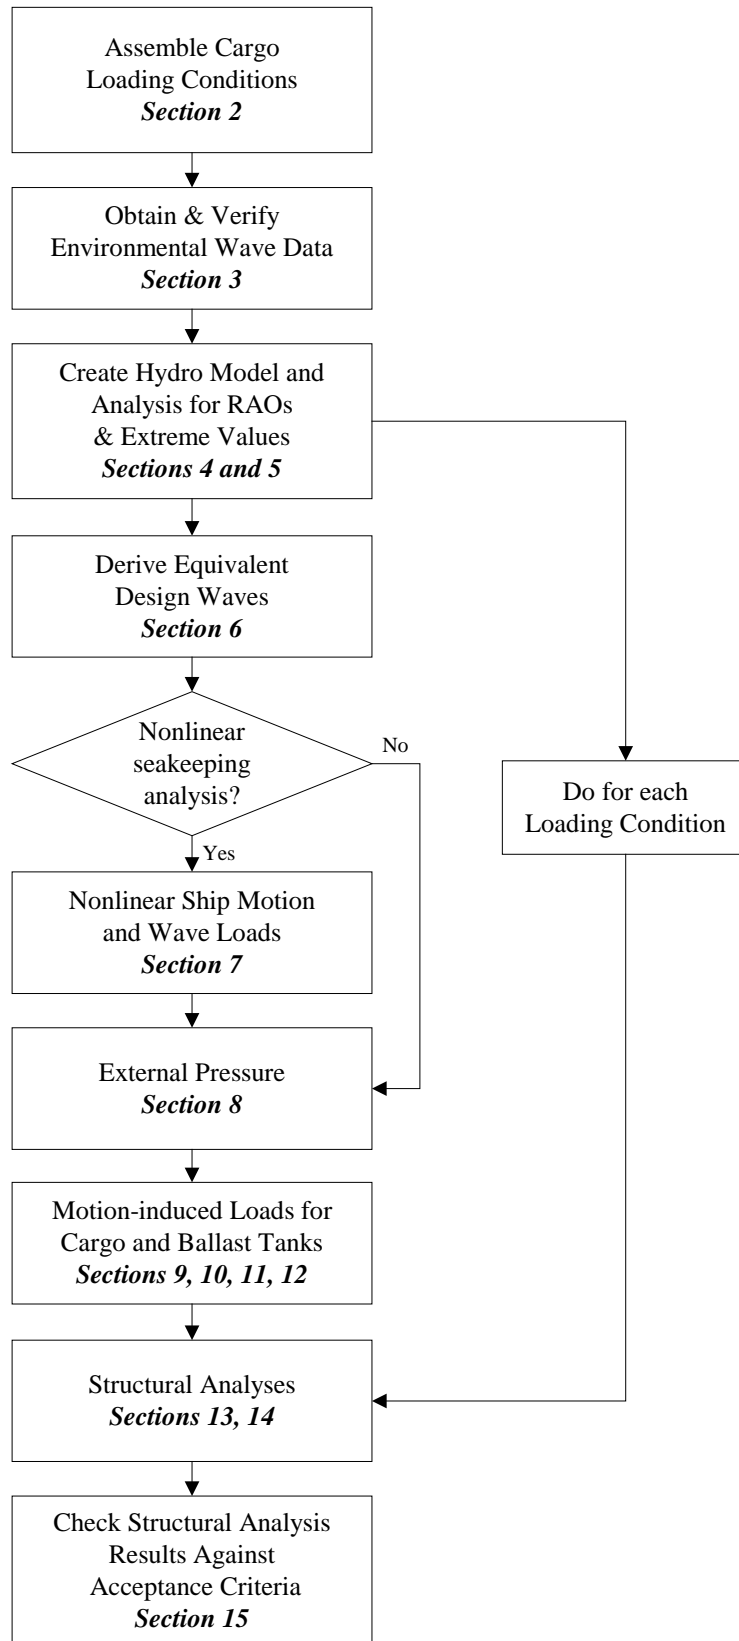 Assemble Cargo
Loading Conditions
Section 2
Obtain & Verify
Environmental Wave Data
Section 3
Create Hydro Model and
Analysis for RAOs
& Extreme Values
Sections 4 and 5
Derive Equivalent
Design Waves
Section 6
Nonlinear
seakeeping
analysis?
No
Yes
Do for each
Loading Condition
Nonlinear Ship Motion
and Wave Loads
Section 7
External Pressure
Section 8
Motion-induced Loads for
Cargo and Ballast Tanks
Sections 9, 10, 11, 12
Structural Analyses
Sections 13, 14
Check Structural Analysis
Results Against
Acceptance Criteria
Section 15